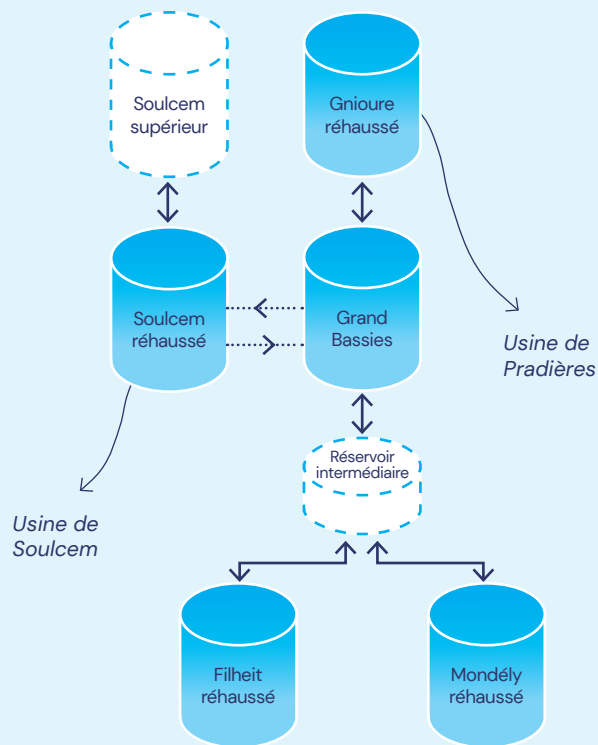 Soulcem
supérieur
Gnioure
réhaussé
Soulcem
réhaussé
Grand
Bassies
Usine de
Pradières
Réservoir
intermédiaire
Usine de
Soulcem
Filheit
réhaussé
Mondély
réhaussé